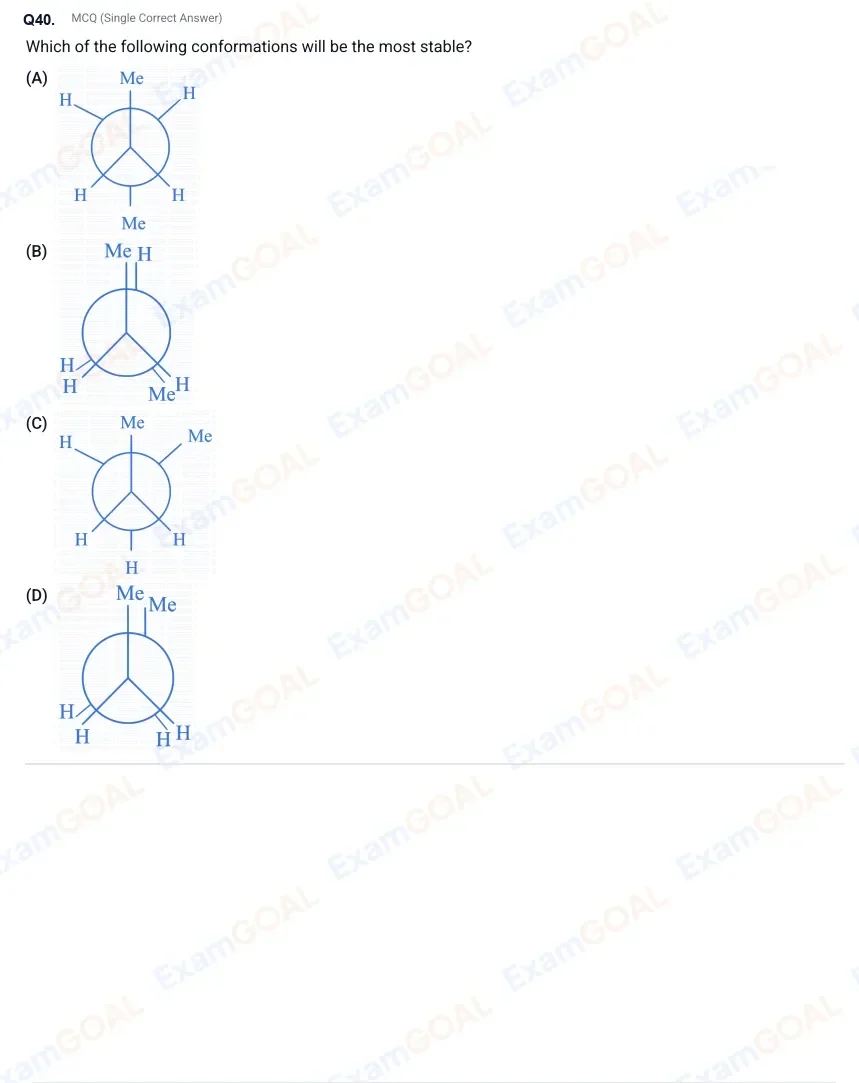 Q40. MCQ (Single Correct Answer)
Which of the following conformations will be the most stable?
(A)
Me
H H
H H
Me
(B)
Me H
H
H H
Me
(C)
Me
H Me
H H
H
(D)
Me Me
H
H H H
ExamGOAL